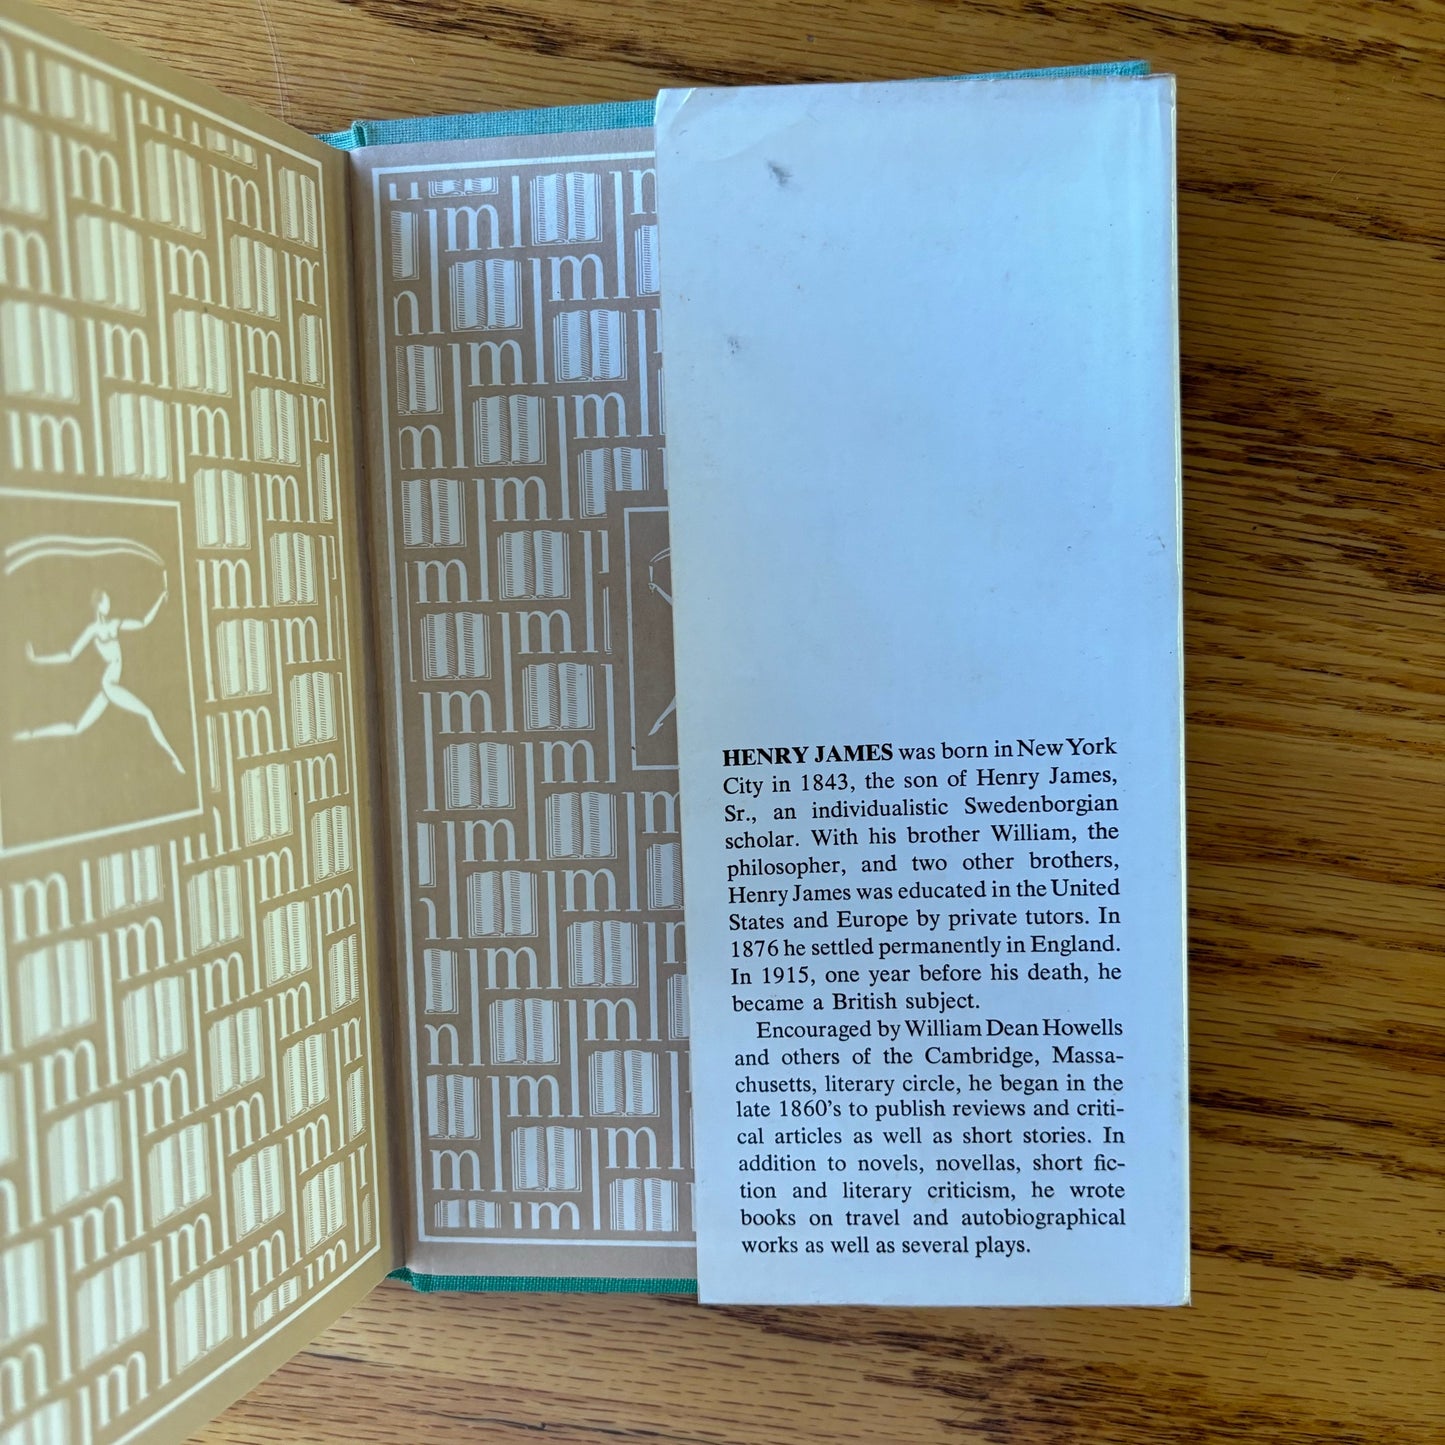 HENRY JAMES was born in New York
City in 1843, the son of Henry James,
Sr., an individualistic Swedenborgian
scholar. With his brother William, the
philosopher, and two other brothers,
Henry James was educated in the United
States and Europe by private tutors. In
1876 he settled permanently in England.
In 1915, one year before his death, he
became a British subject.
Encouraged by William Dean Howells
and others of the Cambridge, Massa-
chusetts, literary circle, he began in the
late 1860's to publish reviews and criti-
cal articles as well as short stories. In
addition to novels, novellas, short fic-
tion and literary criticism, he wrote
books on travel and autobiographical
works as well as several plays.